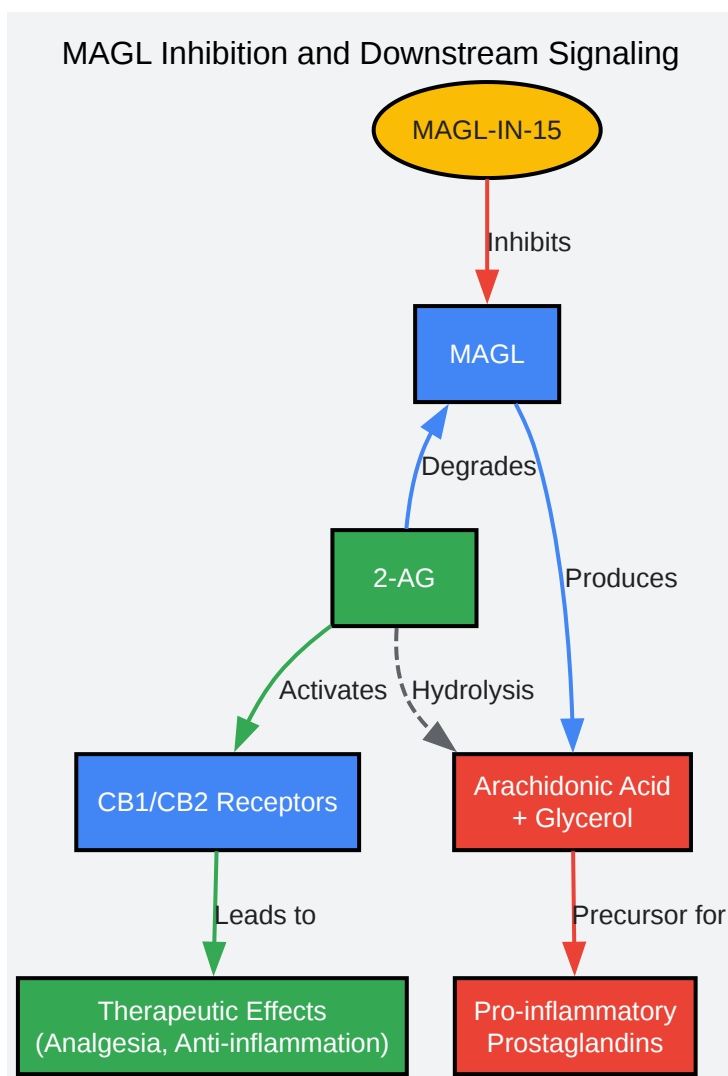 MAGL Inhibition and Downstream Signaling
MAGL-IN-15
Inhibits
MAGL
Degrades
2-AG
Produces
Activates
Hydrolysis
CB1/CB2 Receptors
Arachidonic Acid
+ Glycerol
Leads to
Precursor for
Therapeutic Effects
(Analgesia, Anti-inflammation)
Pro-inflammatory
Prostaglandins